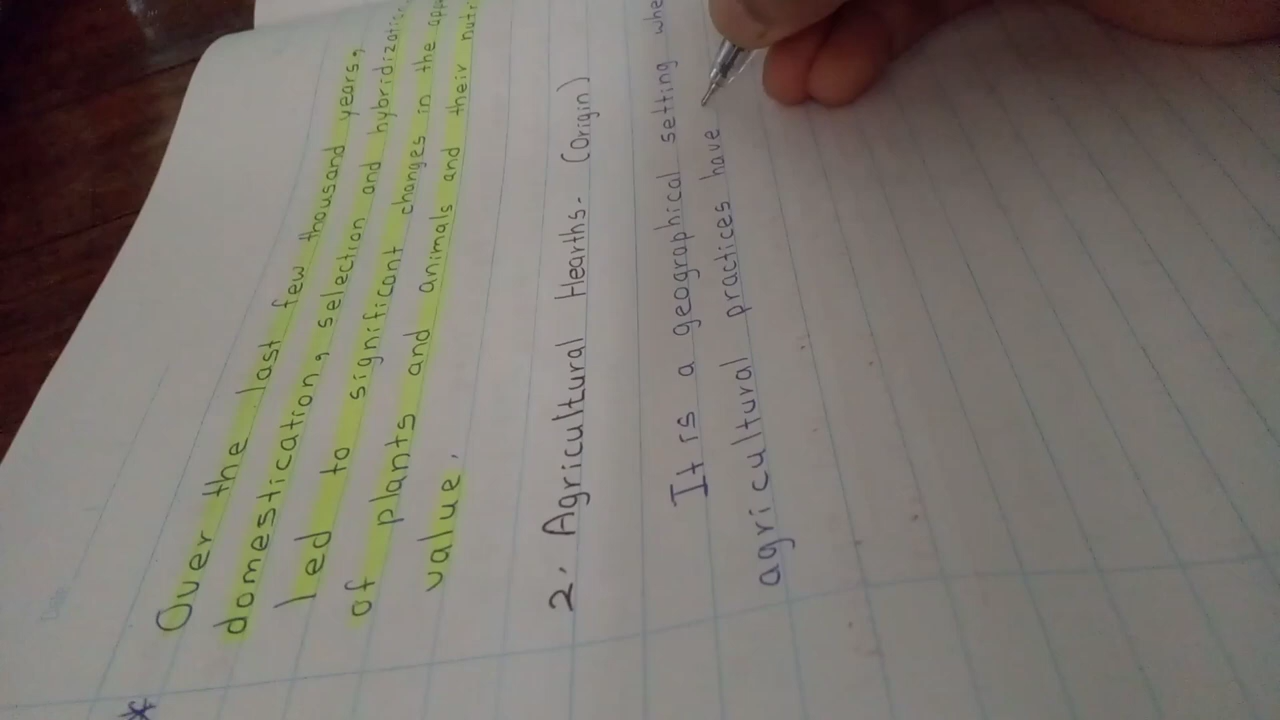 Over the last few thousand years,
domestication, selection and hybridization
led to significant changes in the
of plants and animals and their
value.
2. Agricultural Hearths. (Origin)
It is a geographical setting
agricultural practices have